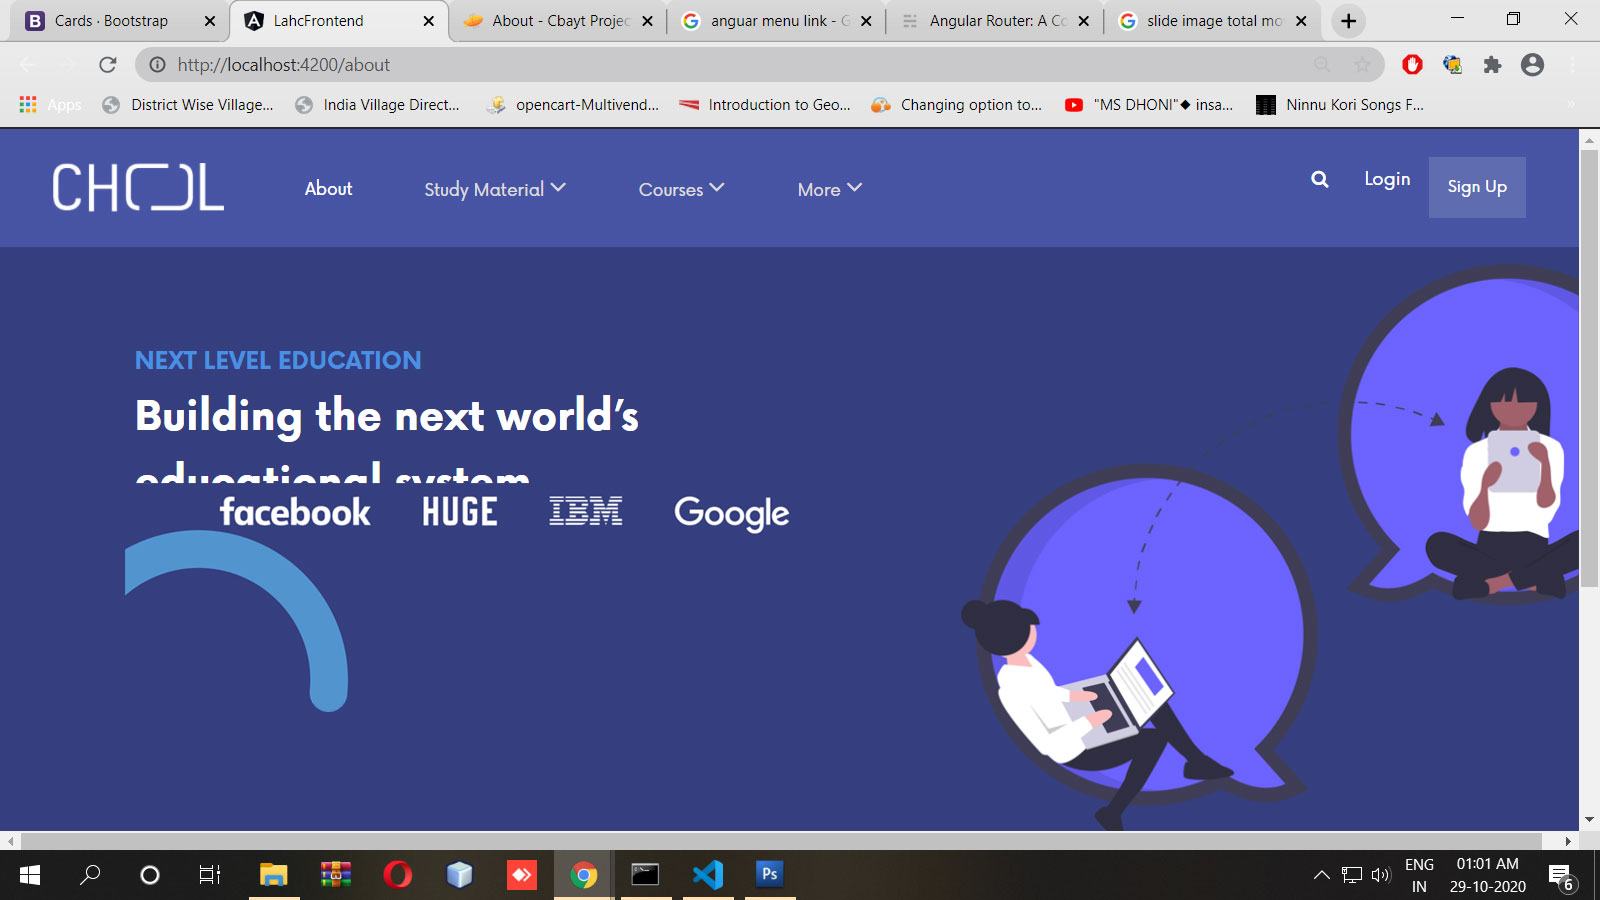 Cards · Bootstrap
LahcFrontend
About - Cbayt Projec
anguar menu link - G
Angular Router: A Co
slide image total mo
http://localhost:4200/about
Apps
District Wise Village...
India Village Direct...
opencart-Multivend...
Introduction to Geo...
Changing option to...
"MS DHONI"◆ insa...
Ninnu Kori Songs F...
CHOOL
About
Study Material
Courses
More
Login
Sign Up
NEXT LEVEL EDUCATION
Building the next world’s
educational system
facebook
HUGE
IBM
Google
ENG
IN
01:01 AM
29-10-2020
Ps
6